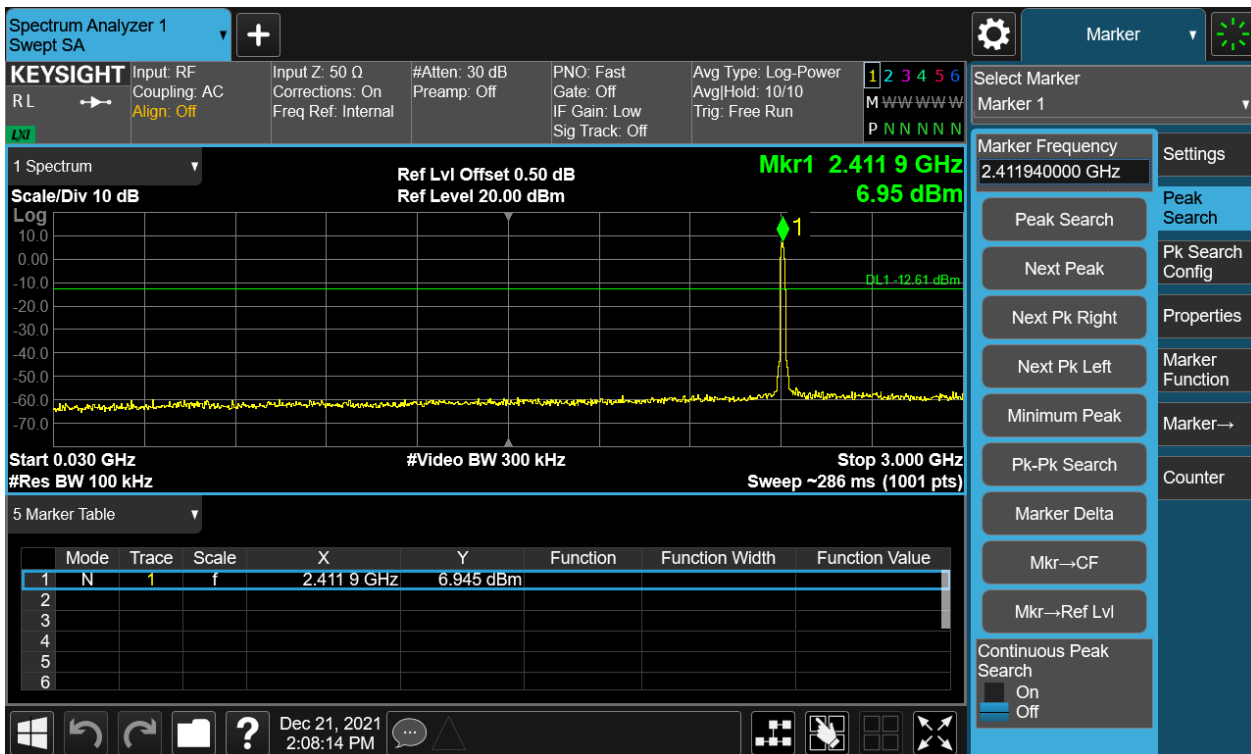 Spectrum Analyzer 1
Swept SA
Marker
KEYSIGHT
R L
LXI
Input: RF
Coupling: AC
Align: Off
Input Z: 50 Ω
Corrections: On
Freq Ref: Internal
#Atten: 30 dB
Preamp: Off
PNO: Fast
Gate: Off
IF Gain: Low
Sig Track: Off
Avg Type: Log-Power
Avg|Hold: 10/10
Trig: Free Run
1 2 3 4 5 6
M W W W W W
P N N N N N
Select Marker
Marker 1
1 Spectrum
Scale/Div 10 dB
Ref Lvl Offset 0.50 dB
Ref Level 20.00 dBm
Mkr1 2.411 9 GHz
6.95 dBm
Log
10.0
0.00
-10.0
-20.0
-30.0
-40.0
-50.0
-60.0
-70.0
1
DL1 -12.61 dBm
Start 0.030 GHz
#Res BW 100 kHz
#Video BW 300 kHz
Stop 3.000 GHz
Sweep ~286 ms (1001 pts)
5 Marker Table
Mode Trace Scale X Y Function Function Width Function Value
1 N 1 f 2.411 9 GHz 6.945 dBm
2
3
4
5
6
Marker Frequency
2.411940000 GHz
Peak Search
Next Peak
Next Pk Right
Next Pk Left
Minimum Peak
Pk-Pk Search
Marker Delta
Mkr→CF
Mkr→Ref Lvl
Continuous Peak
Search
On
Off
Settings
Peak
Search
Pk Search
Config
Properties
Marker
Function
Marker→
Counter
?
Dec 21, 2021
2:08:14 PM